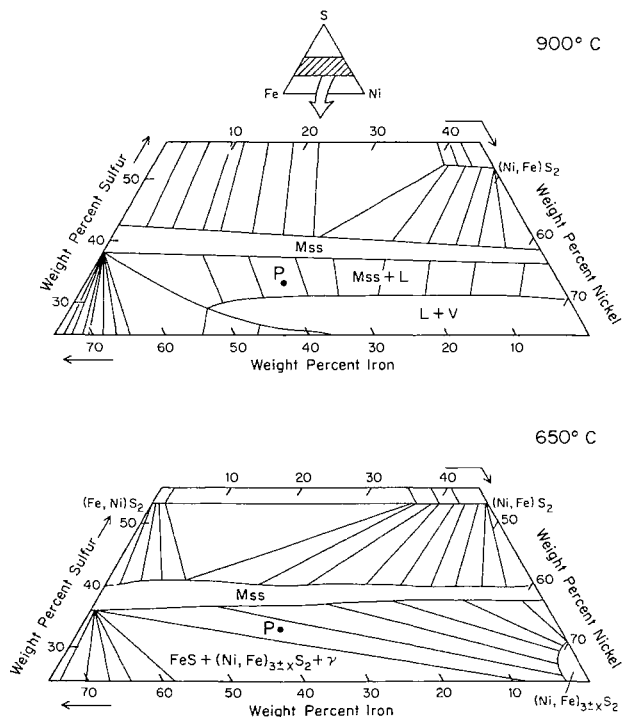 S
900° C
Fe Ni
10 20 30 40
(Ni, Fe)S2
50
40
30
Weight Percent Sulfur
Mss
P
Mss + L
L + V
60
70
Weight Percent Nickel
70 60 50 40 30 20 10
Weight Percent Iron
650° C
10 20 30 40
(Fe, Ni)S2
(Ni, Fe)S2
50
50
40
30
Weight Percent Sulfur
Mss
P
FeS + (Ni, Fe)3±xS2 + γ
60
70
Weight Percent Nickel
70 60 50 40 30 20 10
Weight Percent Iron
(Ni, Fe)3±xS2